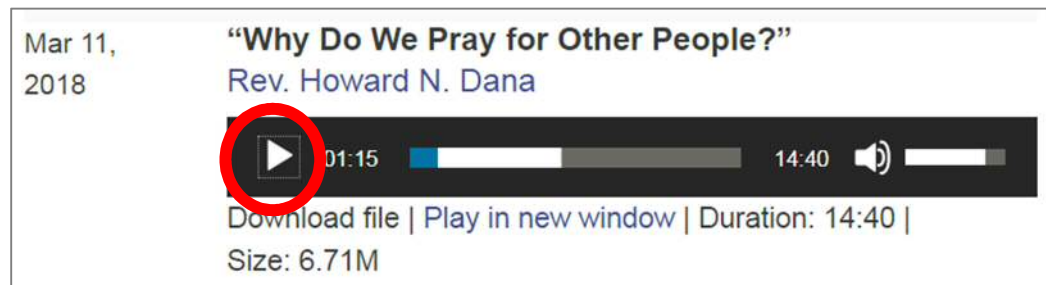 Mar 11,
2018
“Why Do We Pray for Other People?”
Rev. Howard N. Dana
01:15 14:40
Download file | Play in new window | Duration: 14:40 |
Size: 6.71M